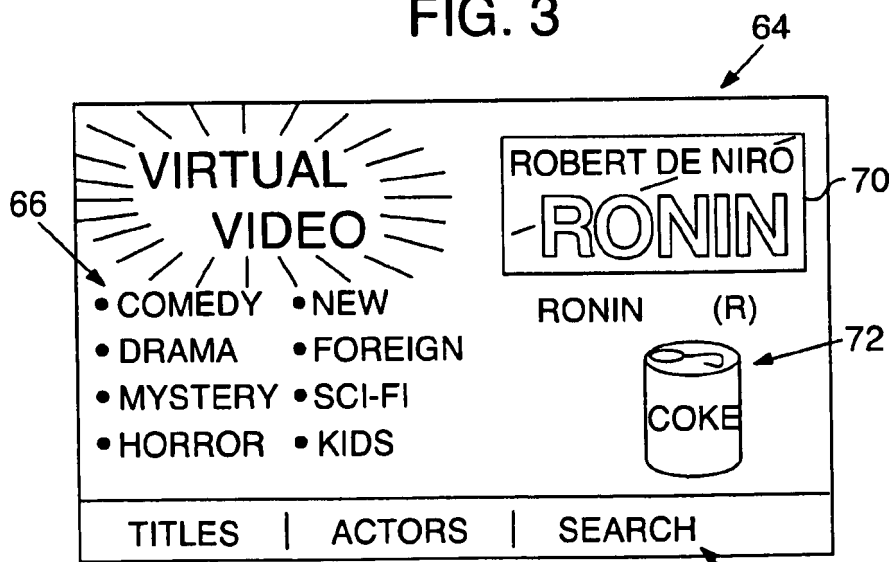 FIG. 3
64
VIRTUAL
VIDEO
66
• COMEDY • NEW
• DRAMA • FOREIGN
• MYSTERY • SCI-FI
• HORROR • KIDS
ROBERT DE NIRO
RONIN
70
RONIN (R)
72
COKE
TITLES | ACTORS | SEARCH